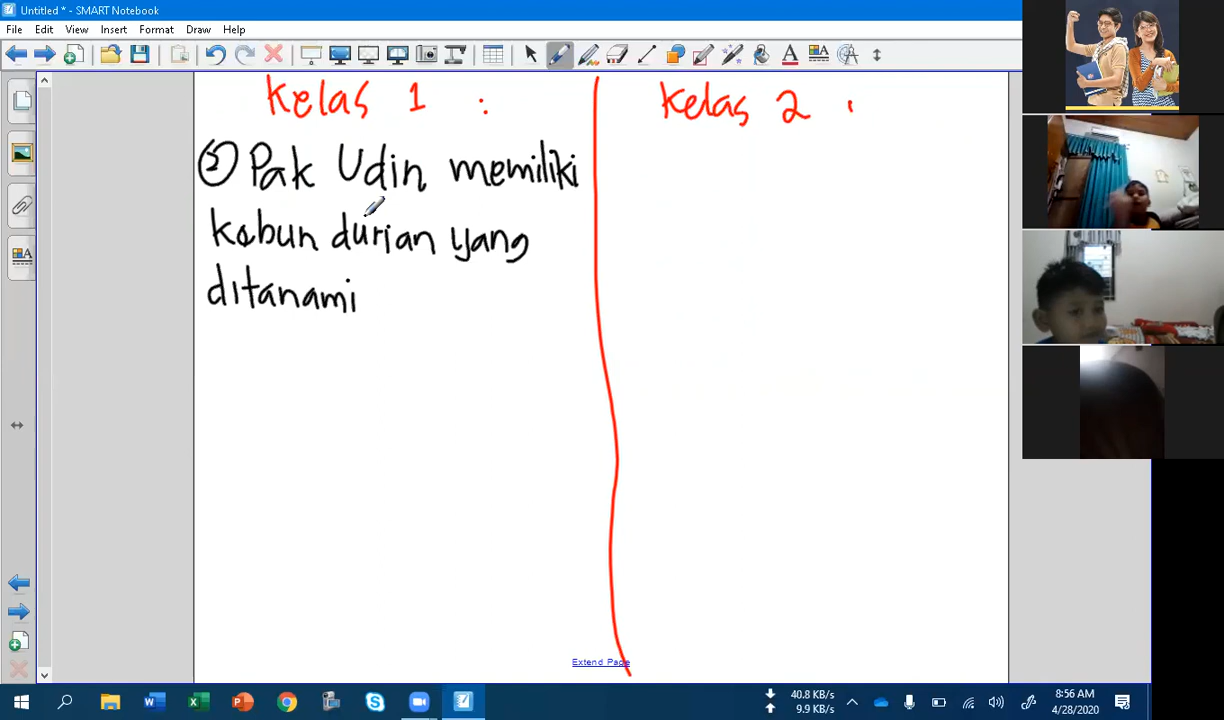 Untitled * - SMART Notebook
File Edit View Insert Format Draw Help
Kelas 1 :
Kelas 2
② Pak Udin memiliki
kebun durian yang
ditanami
Extend Page
40.8 KB/s
9.9 KB/s
8:56 AM
4/28/2020